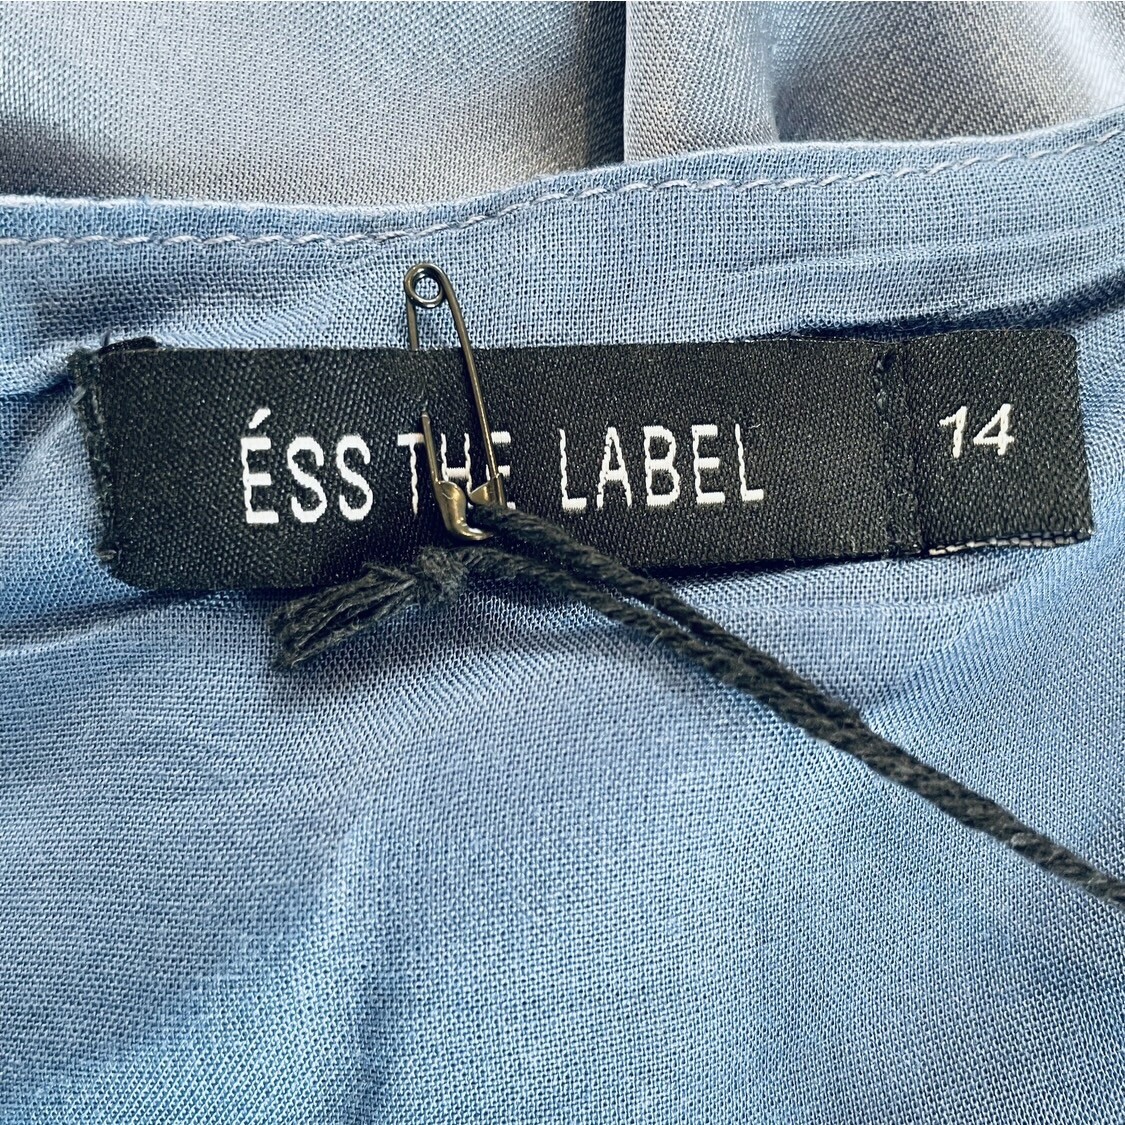 ÉSS THE LABEL
14